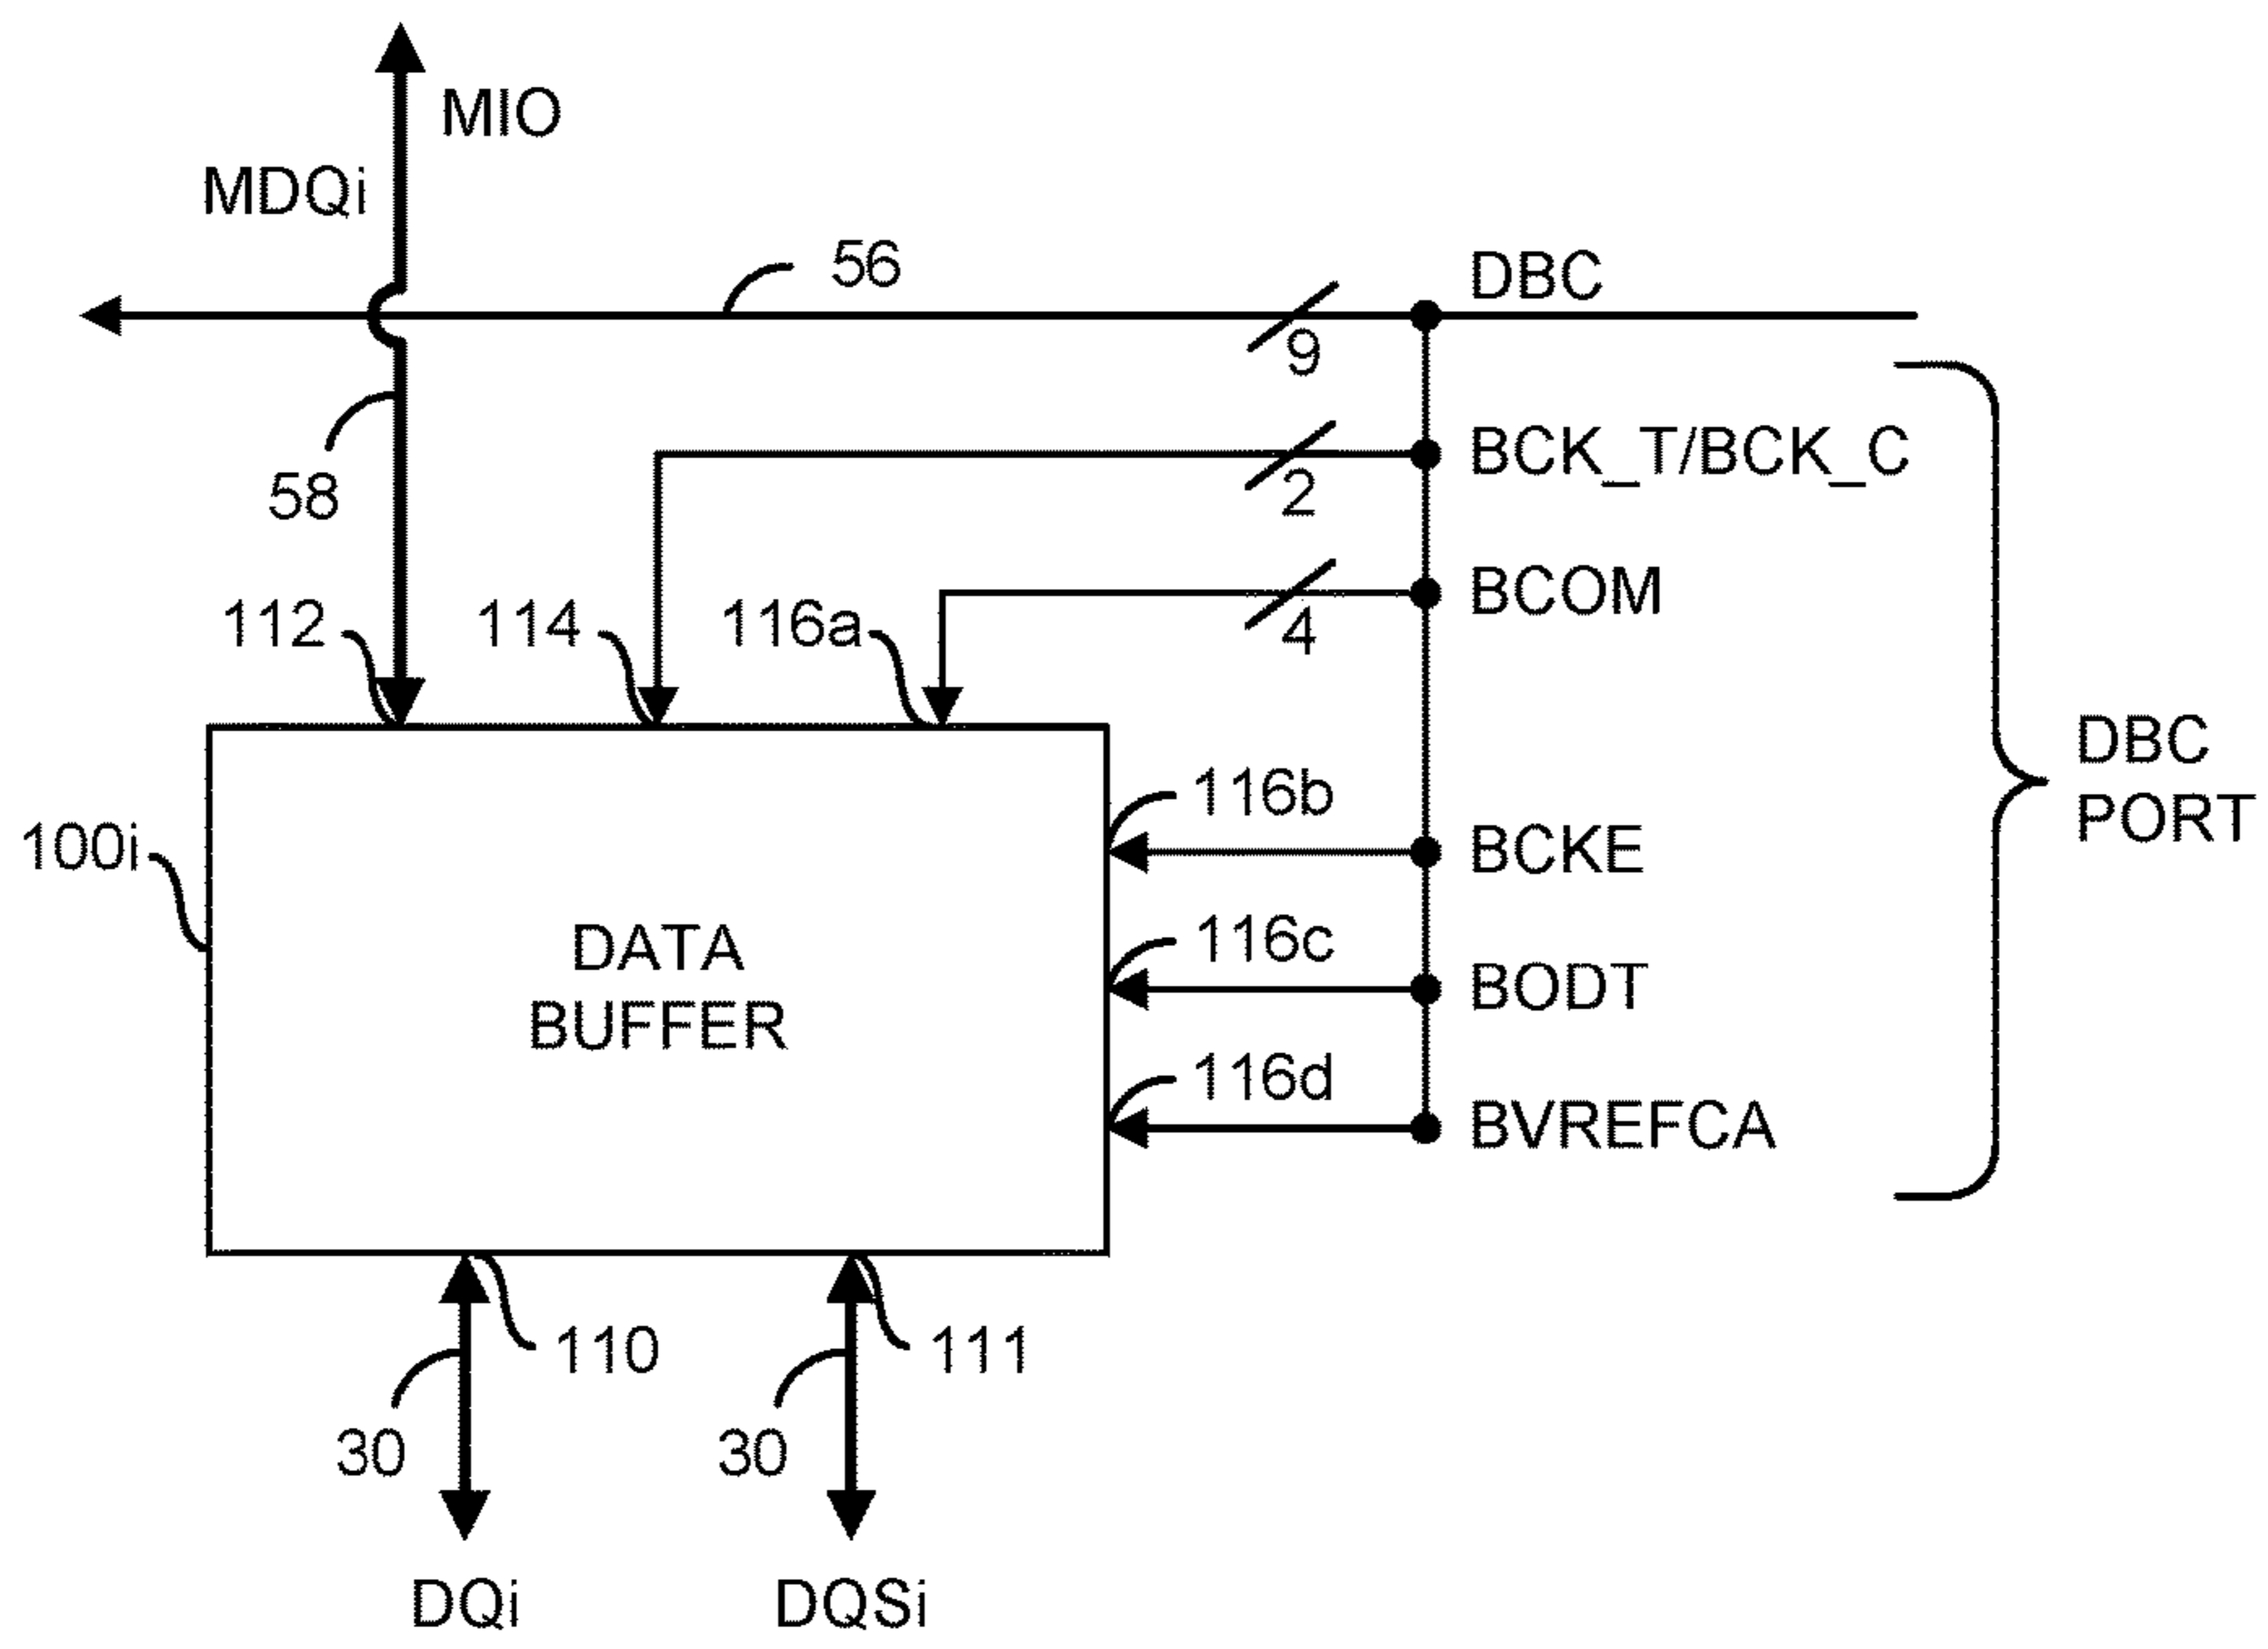 MIO
MDQi
56
DBC
9
58
BCK_T/BCK_C
2
112
114
116a
BCOM
4
DBC
PORT
116b
100i
BCKE
DATA
BUFFER
116c
BODT
116d
BVREFCA
110
111
30
30
DQi
DQSi